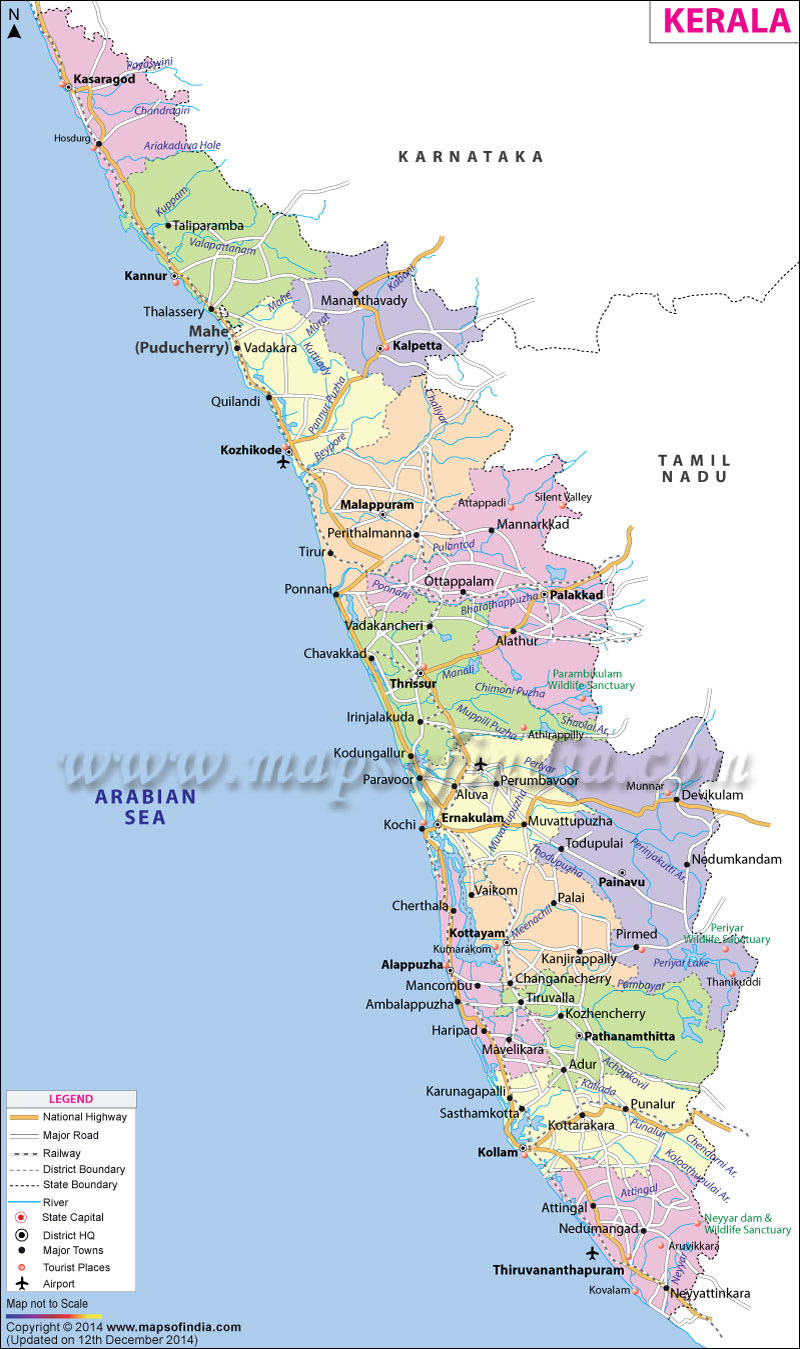 N
KERALA
Payaswini
Kasaragod
Chandragiri
Hosdurg
Ariakaduva Hole
KARNATAKA
Kuppam
Taliparamba
Valapattanam
Kannur
Kabani
Mananthavady
Mahe
Thalassery
Murat
Mahe
(Puducherry)
Vadakara
Kalpetta
Kuttiady
Pannur Puzha
Quilandi
Chaliyar
Kozhikode
Beypore
TAMIL
NADU
Malappuram
Attappadi
Silent Valley
Mannarkkad
Perithalmanna
Pulantod
Tirur
Ottappalam
Ponnani
Ponnani
Palakkad
Bharathappuzha
Vadakancheri
Alathur
Chavakkad
Manali
Parambikulam
Wildlife Sanctuary
Thrissur
Chimoni Puzha
Irinjalakuda
Muppili Puzha
Shaolai Ar.
Athirappilly
Kodungallur
www.mapsofindia.com
Periyar
Paravoor
Perumbavoor
Munnar
Aluva
Devikulam
ARABIAN
SEA
Ernakulam
Kochi
Muvattupuzha
Muvattupuzha
Todupulai
Thodupuzha
Perinjakutti Ar.
Nedumkandam
Painavu
Vaikom
Palai
Cherthala
Meenachil
Kottayam
Pirmed
Periyar
Wildlife Sanctuary
Kumarakom
Kanjirappally
Periyar Lake
Alappuzha
Changanacherry
Thanikuddi
Mancombu
Pambayar
Tiruvalla
Ambalappuzha
Kozhencherry
Haripad
Pathanamthitta
Mavelikara
Adur
Achankovil
Kallada
Karunagapalli
Punalur
Sasthamkotta
Kottarakara
Punalur
Chendarni Ar.
Kollam
Koloathupulai Ar.
Attingal
Attingal
Nedumangad
Neyyar dam &
Wildlife Sanctuary
Aruvikkara
Thiruvananthapuram
Neyyar
Kovalam
Neyyattinkara
LEGEND
National Highway
Major Road
Railway
District Boundary
State Boundary
River
State Capital
District HQ
Major Towns
Tourist Places
Airport
Map not to Scale
Copyright © 2014 www.mapsofindia.com
(Updated on 12th December 2014)